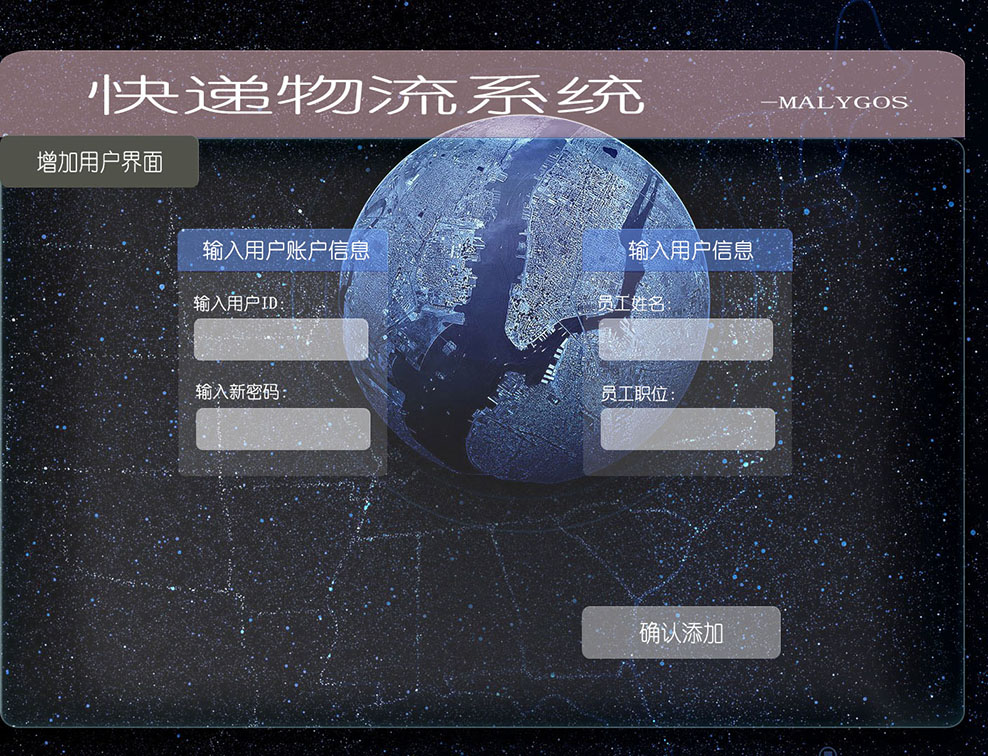 快递物流系统
—MALYGOS
增加用户界面
输入用户账户信息
输入用户信息
输入用户ID:
员工姓名
输入新密码:
员工职位:
确认添加